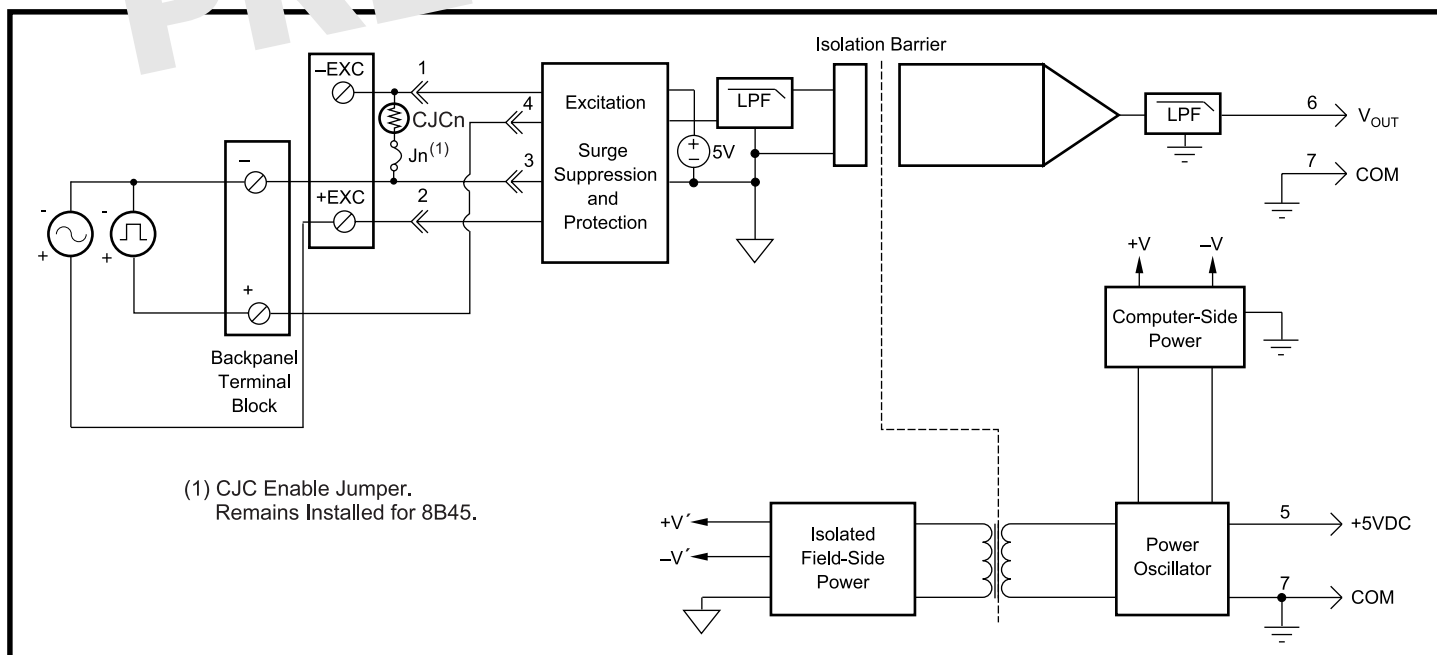 PRE
Isolation Barrier
–EXC
1
CJCn
Jn(1)
4
3
+EXC
2
Excitation
Surge
Suppression
and
Protection
5V
+
–
LPF
LPF
6
VOUT
7
COM
-
+
-
+
–
+
Backpanel
Terminal
Block
+V
–V
Computer-Side
Power
(1) CJC Enable Jumper.
Remains Installed for 8B45.
+V´
–V´
Isolated
Field-Side
Power
Power
Oscillator
5
+5VDC
7
COM